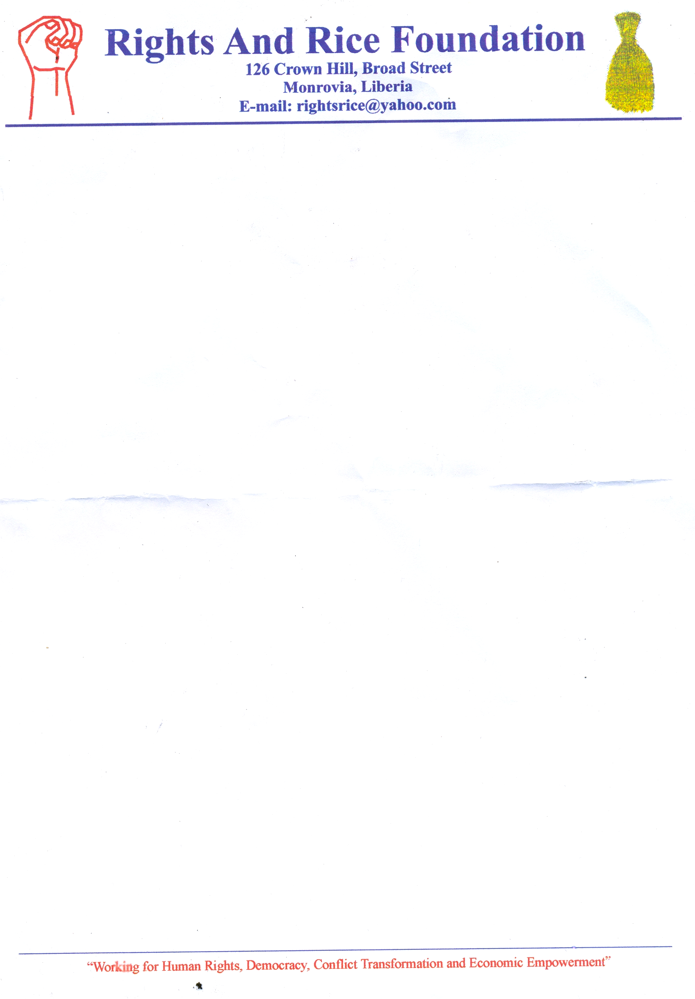 Rights And Rice Foundation
126 Crown Hill, Broad Street
Monrovia, Liberia
E-mail: rightsrice@yahoo.com
“Working for Human Rights, Democracy, Conflict Transformation and Economic Empowerment”